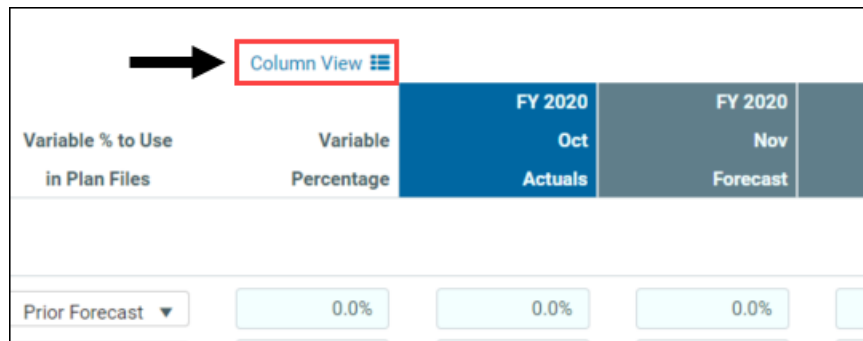 Column View
FY 2020 FY 2020
Variable % to Use Variable Oct Nov
in Plan Files Percentage Actuals Forecast
Prior Forecast 0.0% 0.0% 0.0%